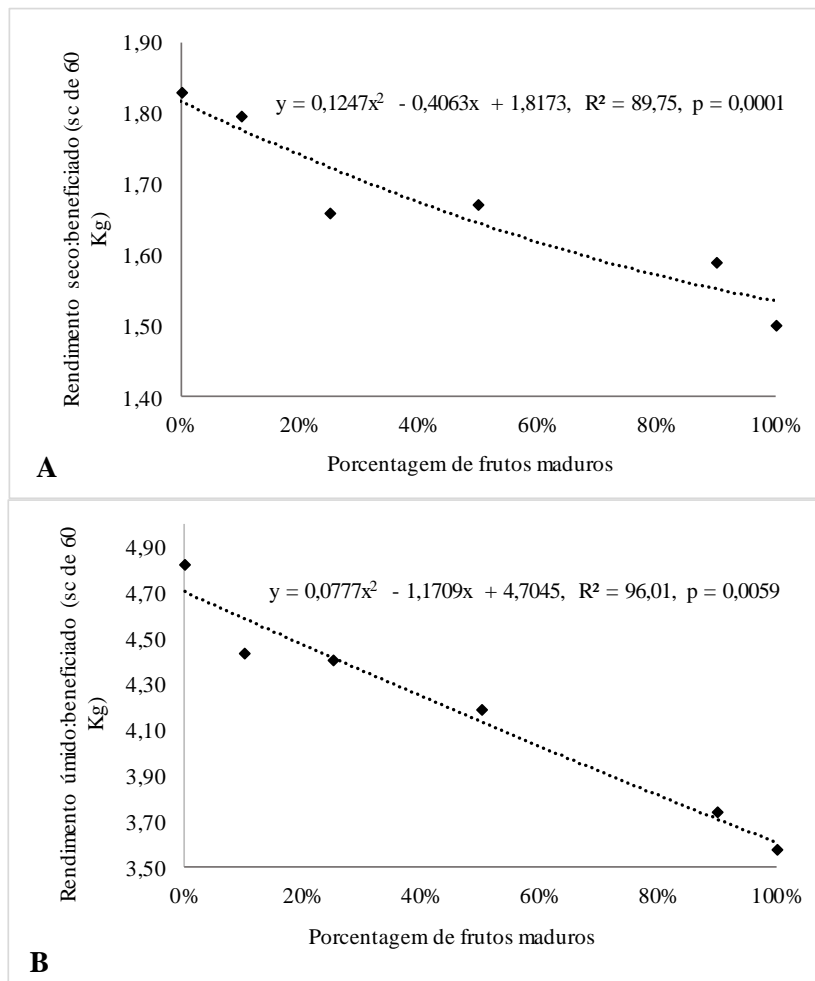 1,90
y = 0,1247x² - 0,4063x + 1,8173, R² = 89,75, p = 0,0001
1,80
1,70
1,60
1,50
1,40
Rendimento seco:beneficiado (sc de 60
Kg)
0% 20% 40% 60% 80% 100%
Porcentagem de frutos maduros
A
4,90
y = 0,0777x² - 1,1709x + 4,7045, R² = 96,01, p = 0,0059
4,70
4,50
4,30
4,10
3,90
3,70
3,50
Rendimento úmido:beneficiado (sc de 60
Kg)
0% 20% 40% 60% 80% 100%
Porcentagem de frutos maduros
B